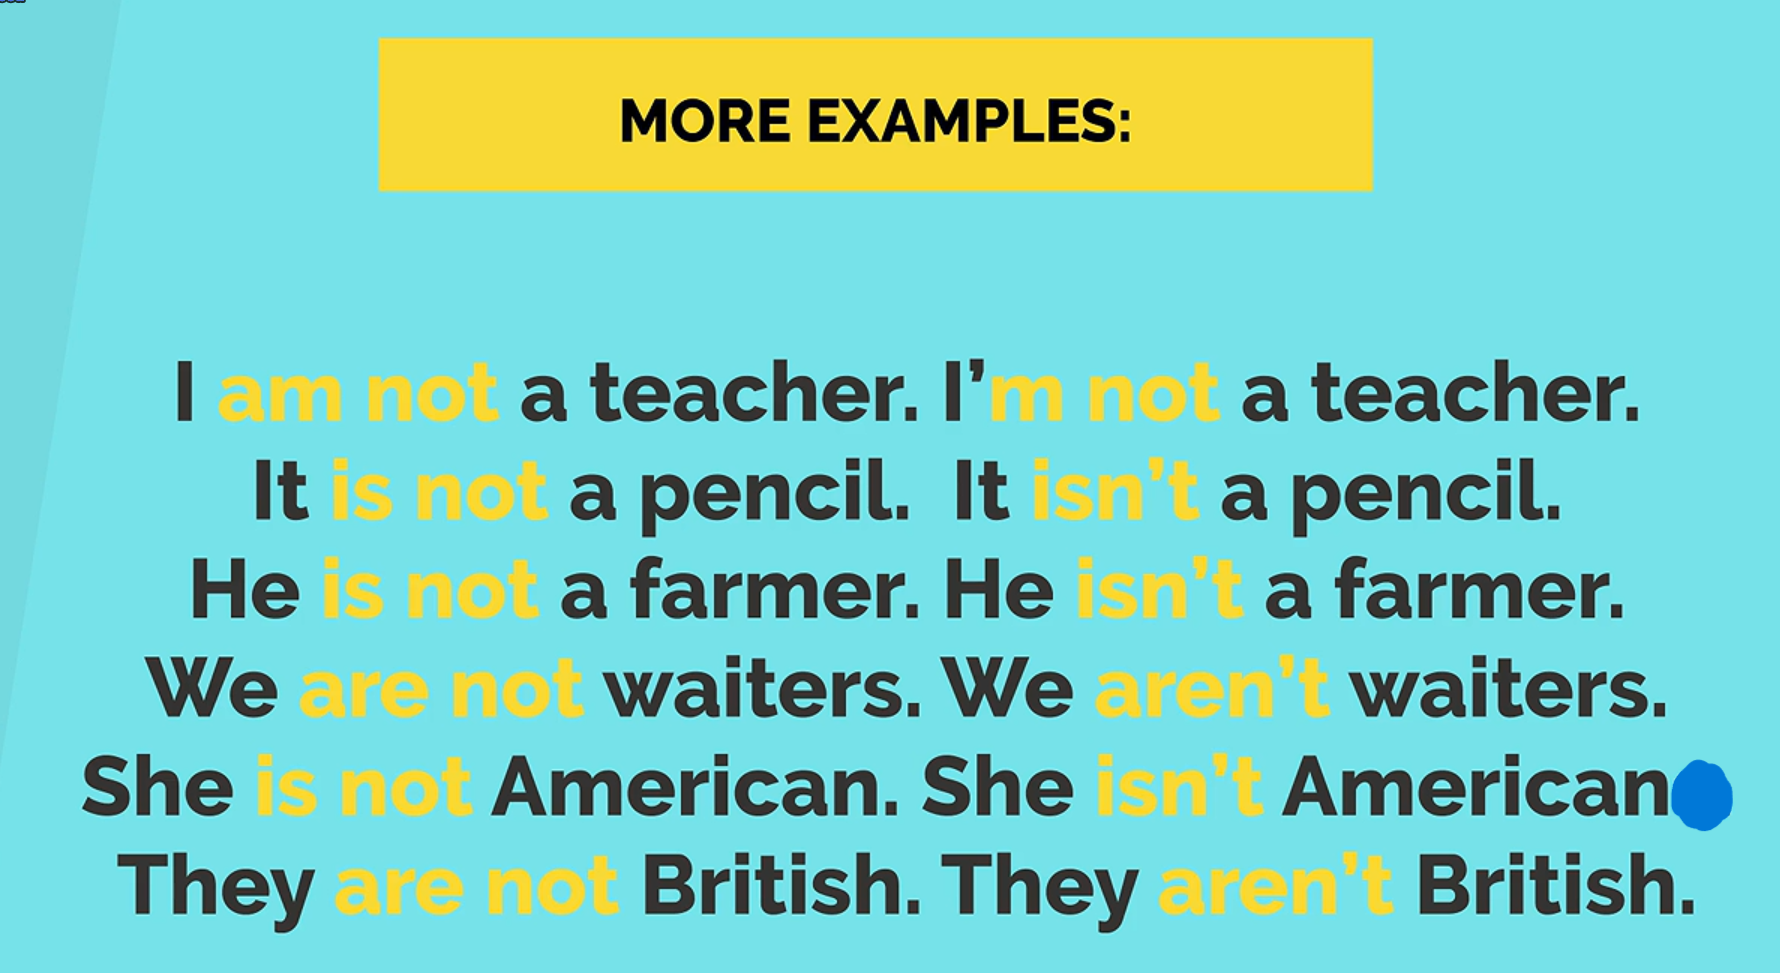 MORE EXAMPLES:
I am not a teacher. I’m not a teacher.
It is not a pencil. It isn’t a pencil.
He is not a farmer. He isn’t a farmer.
We are not waiters. We aren’t waiters.
She is not American. She isn’t American
They are not British. They aren’t British.